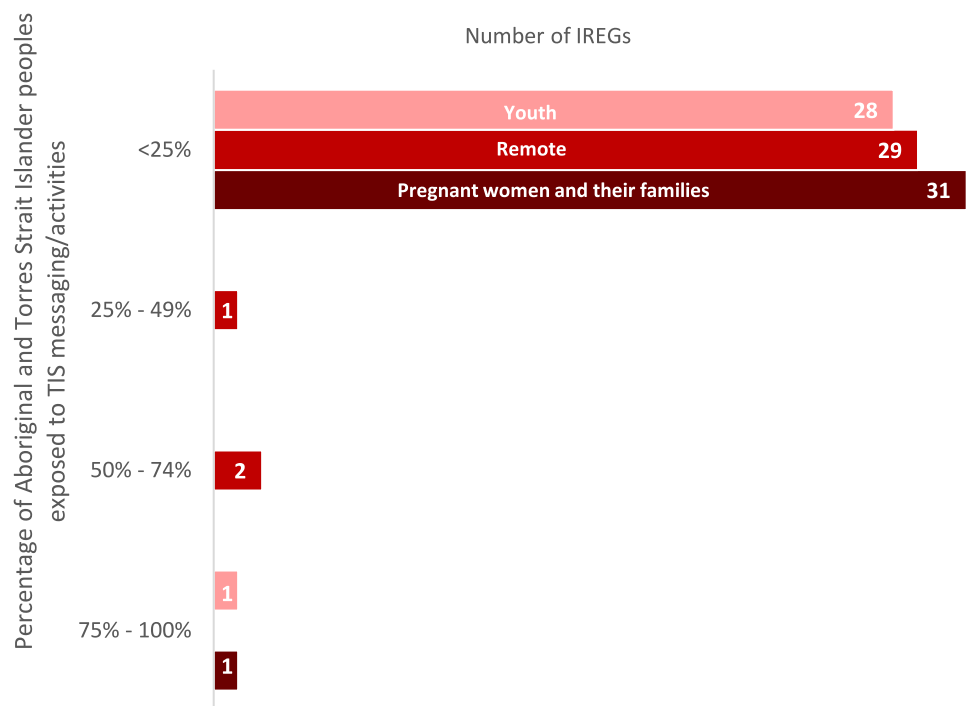 Number of IREGs
Percentage of Aboriginal and Torres Strait Islander peoples
exposed to TIS messaging/activities
<25%
Youth 28
Remote 29
Pregnant women and their families 31
25% - 49% 1
50% - 74% 2
75% - 100%
1
1